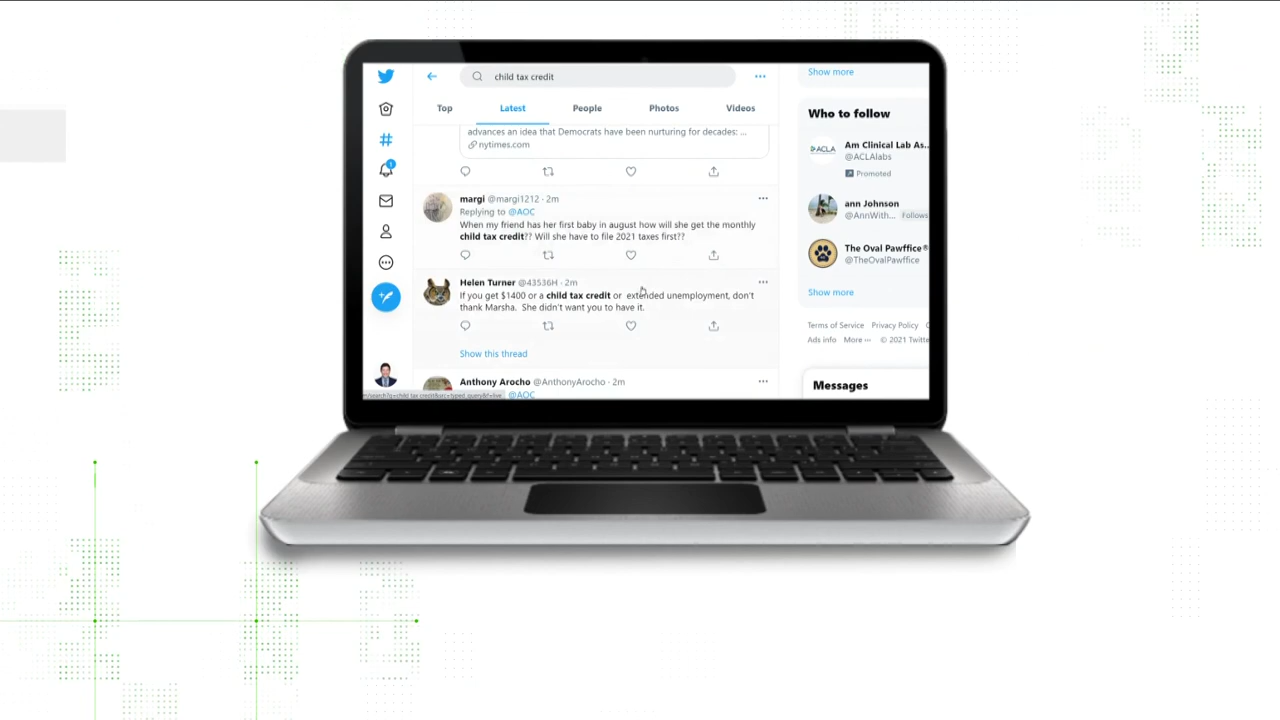 child tax credit
Show more
Top
Latest
People
Photos
Videos
advances an idea that Democrats have been nurturing for decades: ...
nytimes.com
margi @margi1212 · 2m
Replying to @AOC
When my friend has her first baby in august how will she get the monthly
child tax credit?? Will she have to file 2021 taxes first??
Helen Turner @43536H · 2m
If you get $1400 or a child tax credit or extended unemployment, don't
thank Marsha. She didn't want you to have it.
Show this thread
Anthony Arocho @AnthonyArocho · 2m
@AOC
Who to follow
ACLA
Am Clinical Lab As..
@ACLAlabs
Promoted
ann Johnson
@AnnWith... Follows
The Oval Pawffice®
@TheOvalPawffice
Show more
Terms of Service Privacy Policy
Ads info More ··· © 2021 Twitte
Messages
1